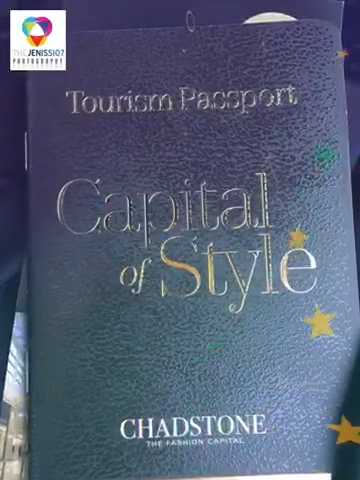 THE JENISSI07
PHOTOGRAPHY
Tourism Passport
Capital
of Style
CHADSTONE
THE FASHION CAPITAL